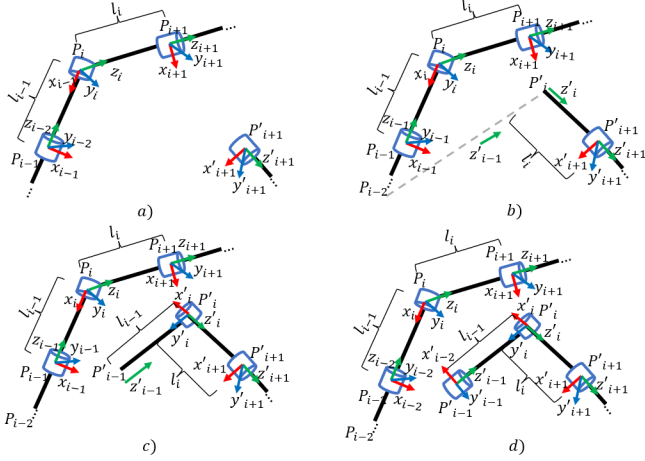 l_i
P_i
P_{i+1}
z_{i+1}
y_{i+1}
x_{i+1}
z_i
y_i
l_{i-1}
z_{i-2}
y_{i-2}
P_{i-1}
x_{i-1}
P'_{i+1}
x'_{i+1}
z'_{i+1}
y'_{i+1}
a)
l_i
P_i
P_{i+1}
z_{i+1}
y_{i+1}
x_{i+1}
x_i
z_i
y_i
l_{i-1}
P'_i
z'_i
z_{i-1}
y_{i-1}
P_{i-1}
x_{i-1}
P_{i-2}
z'_{i-1}
l'_i
P'_{i+1}
x'_{i+1}
z'_{i+1}
y'_{i+1}
b)
l_i
P_i
P_{i+1}
z_{i+1}
y_{i+1}
x_{i+1}
x_i
z_i
y_i
l_{i-1}
x'_i
P'_i
z'_i
y'_i
l_{i-1}
z_{i-1}
y_{i-1}
P_{i-1}
x_{i-1}
P'_{i-1}
z'_{i-1}
l_i
x'_{i+1}
P'_{i+1}
z'_{i+1}
y'_{i+1}
P_{i-2}
c)
l_i
P_i
P_{i+1}
z_{i+1}
y_{i+1}
x_{i+1}
x_i
z_i
y_i
l_{i-1}
x'_i
P'_i
z'_i
y'_i
l_{i-1}
z_{i-2}
y_{i-2}
P_{i-1}
x_{i-2}
x'_{i-2}
z'_{i-1}
P'_{i-1}
y'_{i-1}
l_i
x'_{i+1}
P'_{i+1}
z'_{i+1}
y'_{i+1}
P_{i-2}
d)